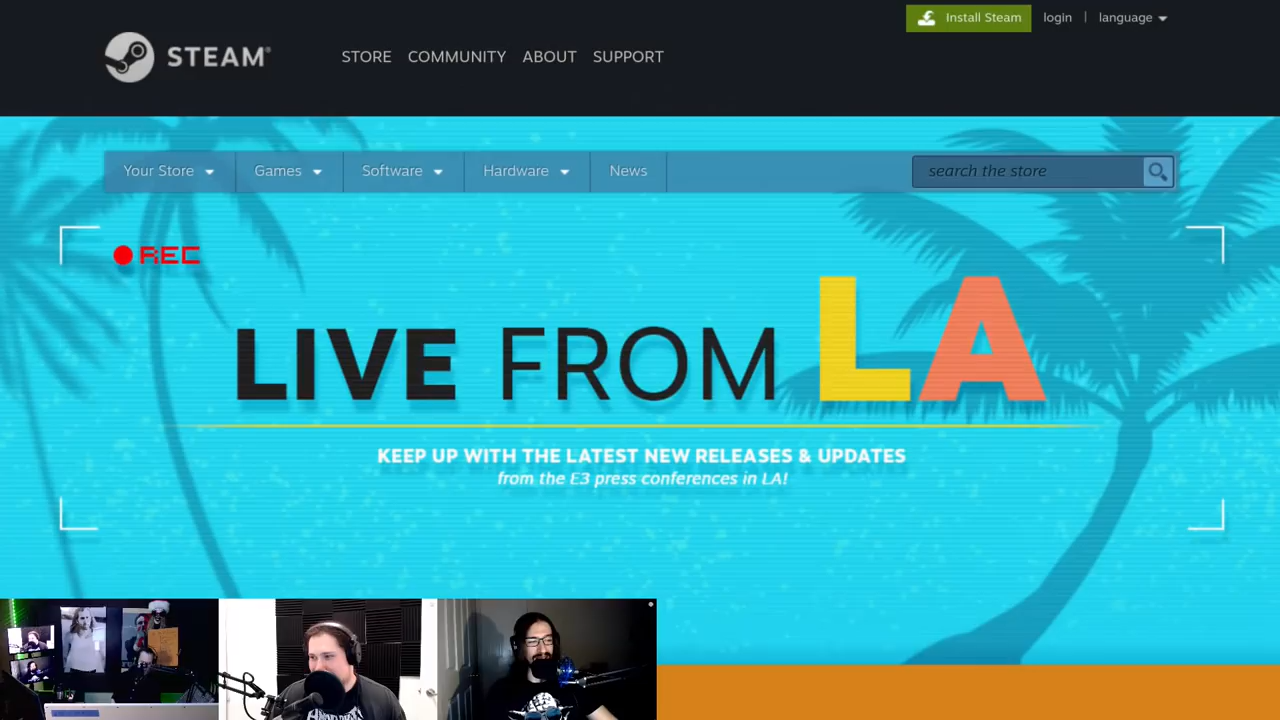 Install Steam
login
|
language
STEAM®
STORE
COMMUNITY
ABOUT
SUPPORT
Your Store
Games
Software
Hardware
News
search the store
REC
LIVE FROM LA
KEEP UP WITH THE LATEST NEW RELEASES & UPDATES
from the E3 press conferences in LA!